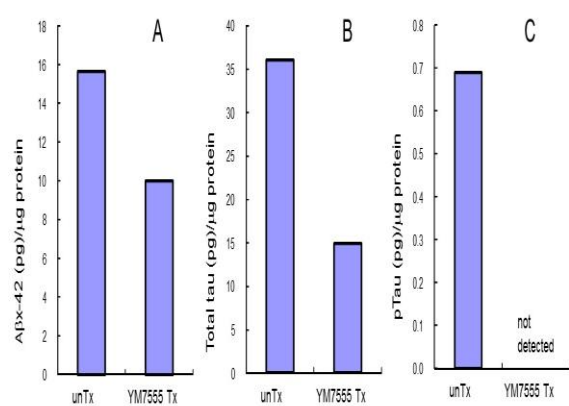 A
Aβx-42 (pg)/μg protein
18
16
14
12
10
8
6
4
2
0
unTx YM7555 Tx
B
Total tau (pg)/μg protein
40
35
30
25
20
15
10
5
0
unTx YM7555 Tx
C
pTau (pg)/μg protein
0.8
0.7
0.6
0.5
0.4
0.3
0.2
0.1
0.0
not
detected
unTx YM7555 Tx